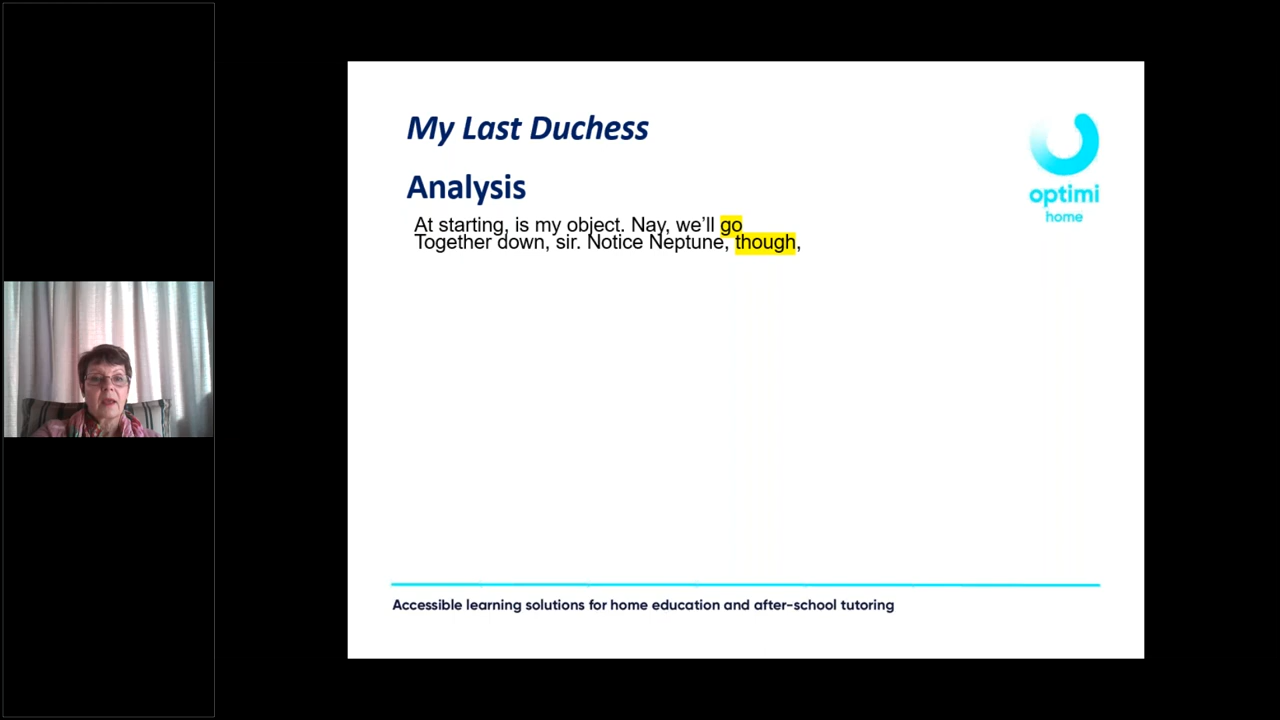 My Last Duchess
Analysis
At starting, is my object. Nay, we’ll go
Together down, sir. Notice Neptune, though,
optimi
home
Accessible learning solutions for home education and after-school tutoring